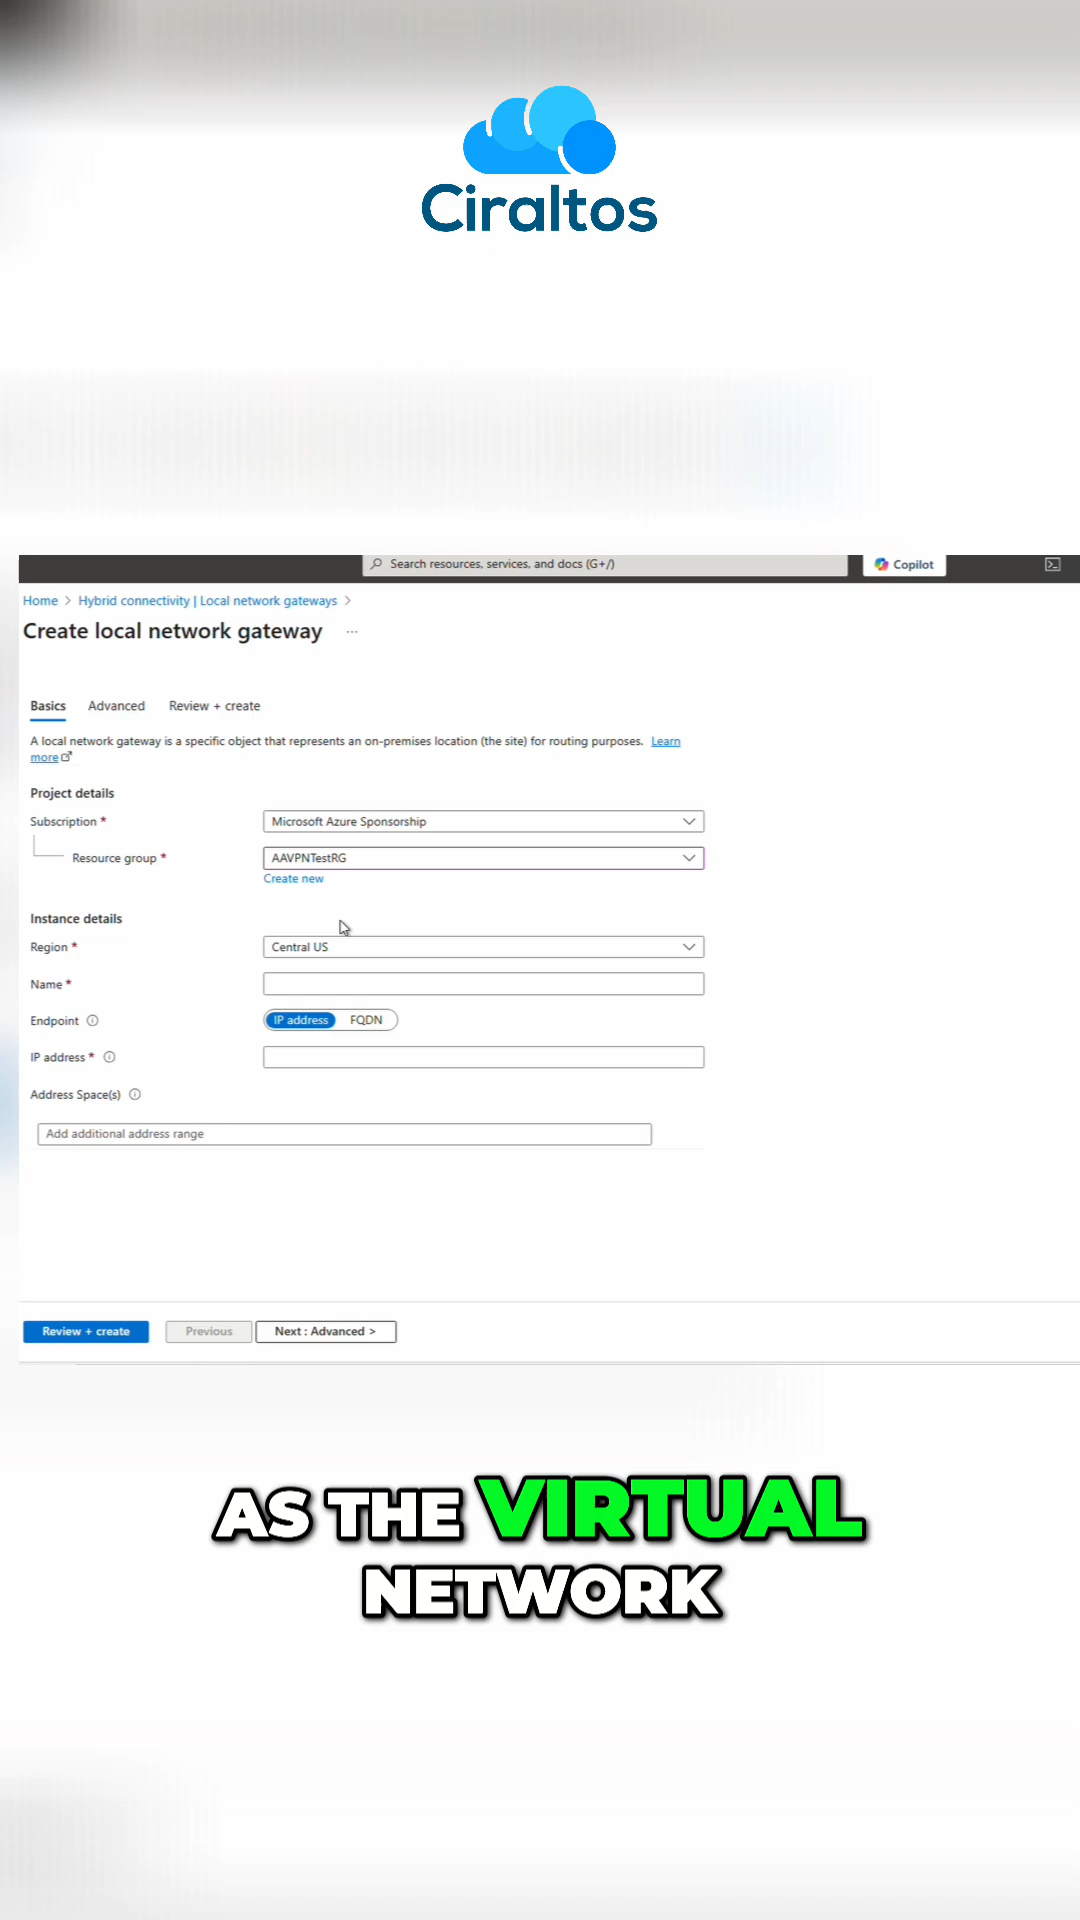 Ciraltos
Search resources, services, and docs (G+/)
Copilot
Home > Hybrid connectivity | Local network gateways >
Create local network gateway ...
Basics Advanced Review + create
A local network gateway is a specific object that represents an on-premises location (the site) for routing purposes. Learn
more
Project details
Subscription * Microsoft Azure Sponsorship
Resource group * AAVPNTestRG
Create new
Instance details
Region * Central US
Name *
Endpoint IP address FQDN
IP address *
Address Space(s)
Add additional address range
Review + create Previous Next : Advanced >
AS THE VIRTUAL
NETWORK